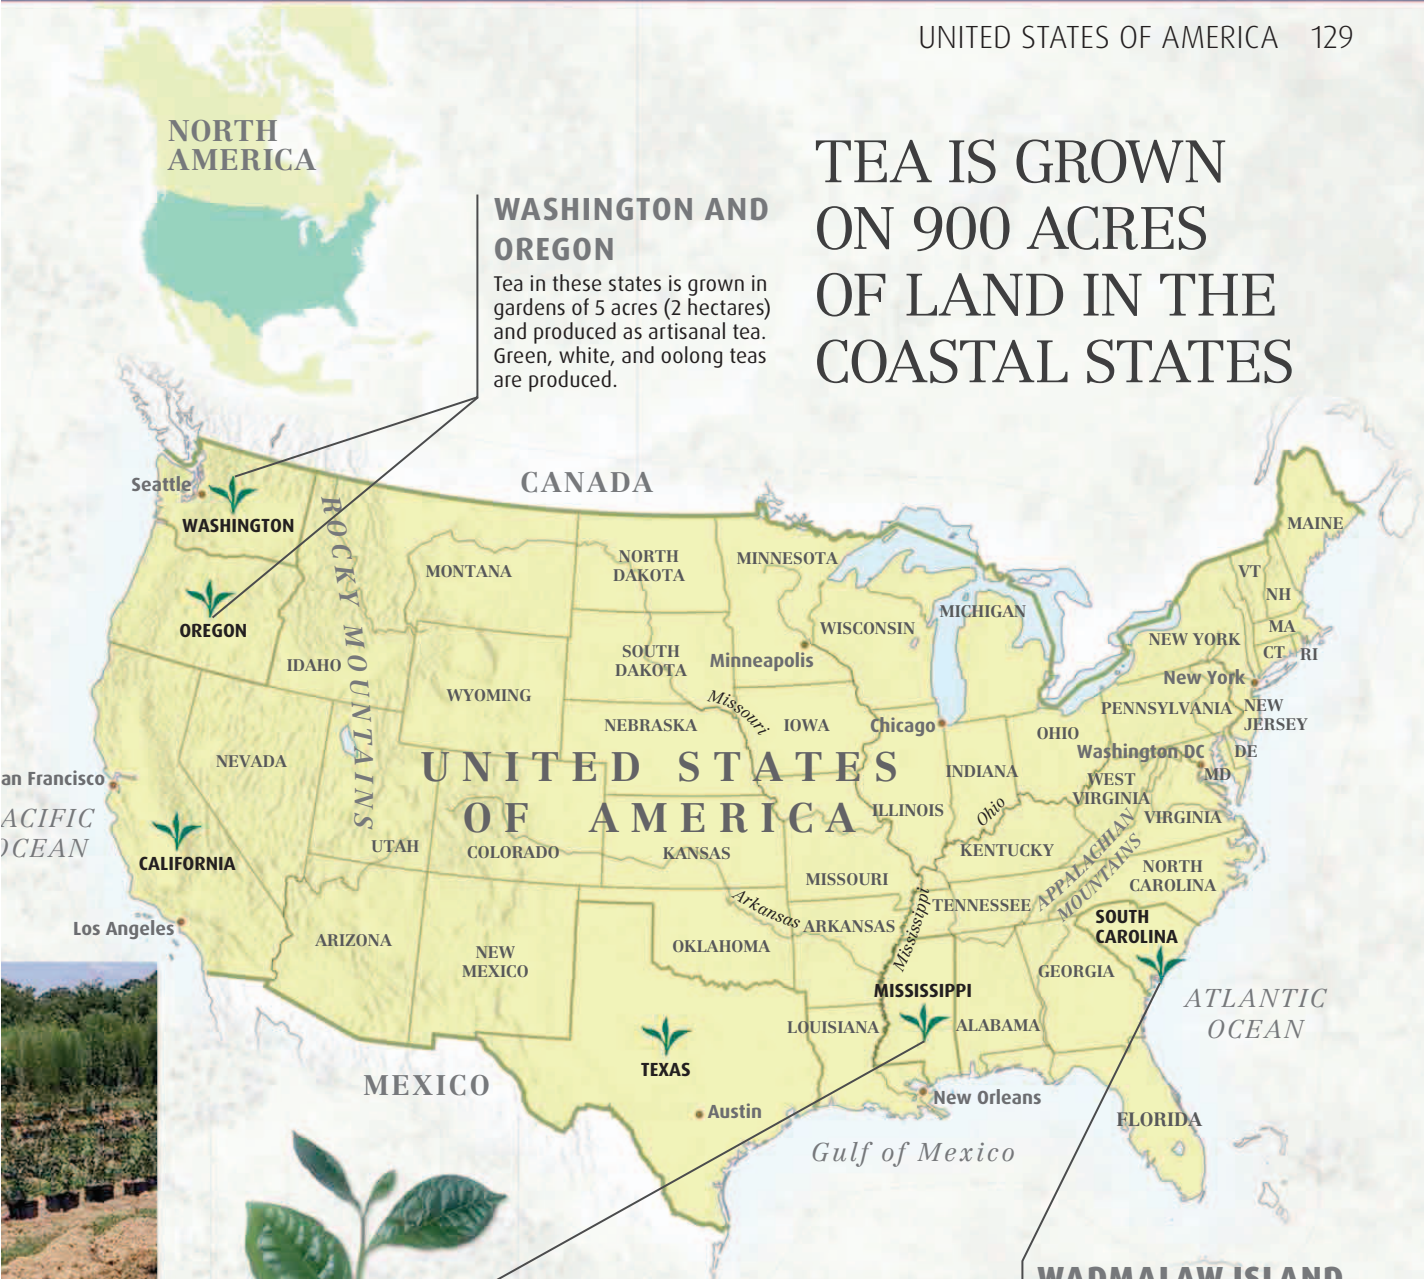 UNITED STATES OF AMERICA 129
NORTH
AMERICA
TEA IS GROWN
ON 900 ACRES
OF LAND IN THE
COASTAL STATES
WASHINGTON AND
OREGON
Tea in these states is grown in
gardens of 5 acres (2 hectares)
and produced as artisanal tea.
Green, white, and oolong teas
are produced.
CANADA
Seattle
WASHINGTON
ROCKY MOUNTAINS
MONTANA
NORTH
DAKOTA
MINNESOTA
MAINE
VT
NH
OREGON
MICHIGAN
WISCONSIN
NEW YORK
MA
CT
RI
IDAHO
SOUTH
DAKOTA
Minneapolis
WYOMING
New York
Missouri
NEBRASKA
IOWA
Chicago
OHIO
PENNSYLVANIA
NEW
JERSEY
NEVADA
UNITED STATES
OF AMERICA
INDIANA
Washington DC
DE
MD
an Francisco
ACIFIC
OCEAN
CALIFORNIA
UTAH
COLORADO
KANSAS
ILLINOIS
Ohio
WEST
VIRGINIA
VIRGINIA
KENTUCKY
APPALACHIAN
MOUNTAINS
NORTH
CAROLINA
MISSOURI
Los Angeles
ARIZONA
NEW
MEXICO
OKLAHOMA
Arkansas
ARKANSAS
Mississippi
TENNESSEE
SOUTH
CAROLINA
GEORGIA
MISSISSIPPI
ATLANTIC
OCEAN
LOUISIANA
ALABAMA
TEXAS
MEXICO
Austin
New Orleans
FLORIDA
Gulf of Mexico
WADMALAW ISLAND